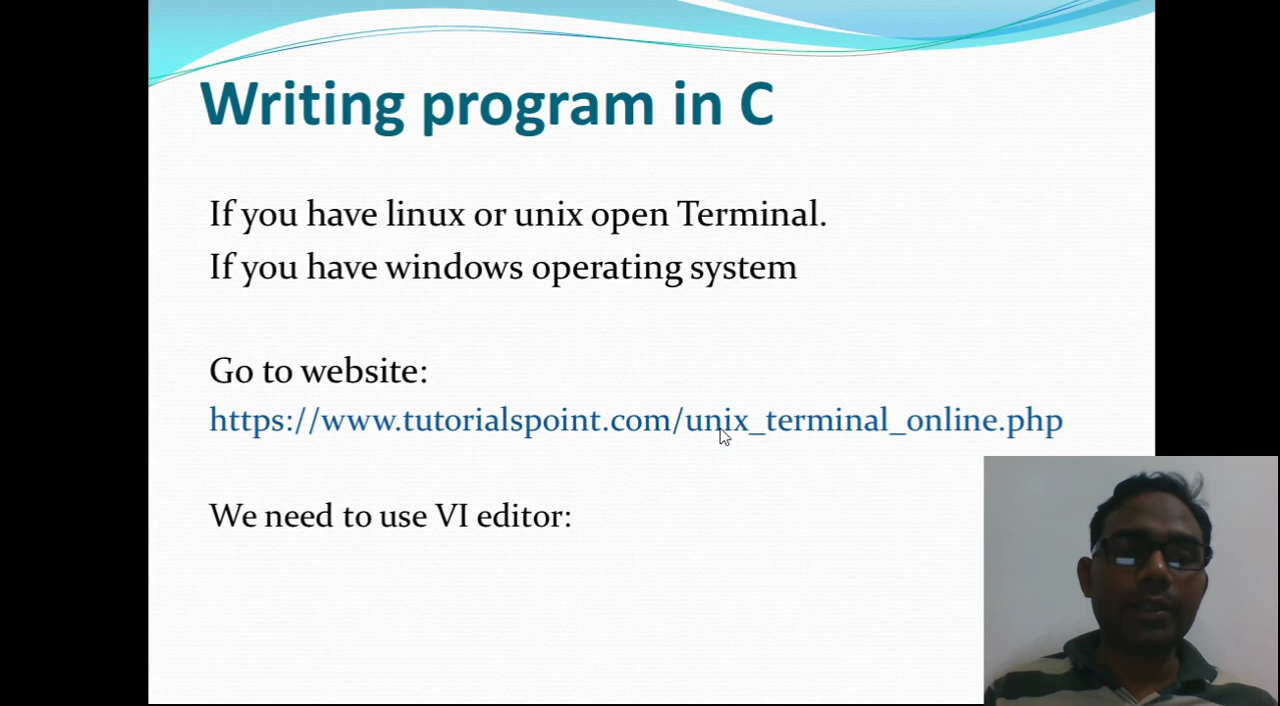 Writing program in C
If you have linux or unix open Terminal.
If you have windows operating system
Go to website:
https://www.tutorialspoint.com/unix_terminal_online.php
We need to use VI editor: